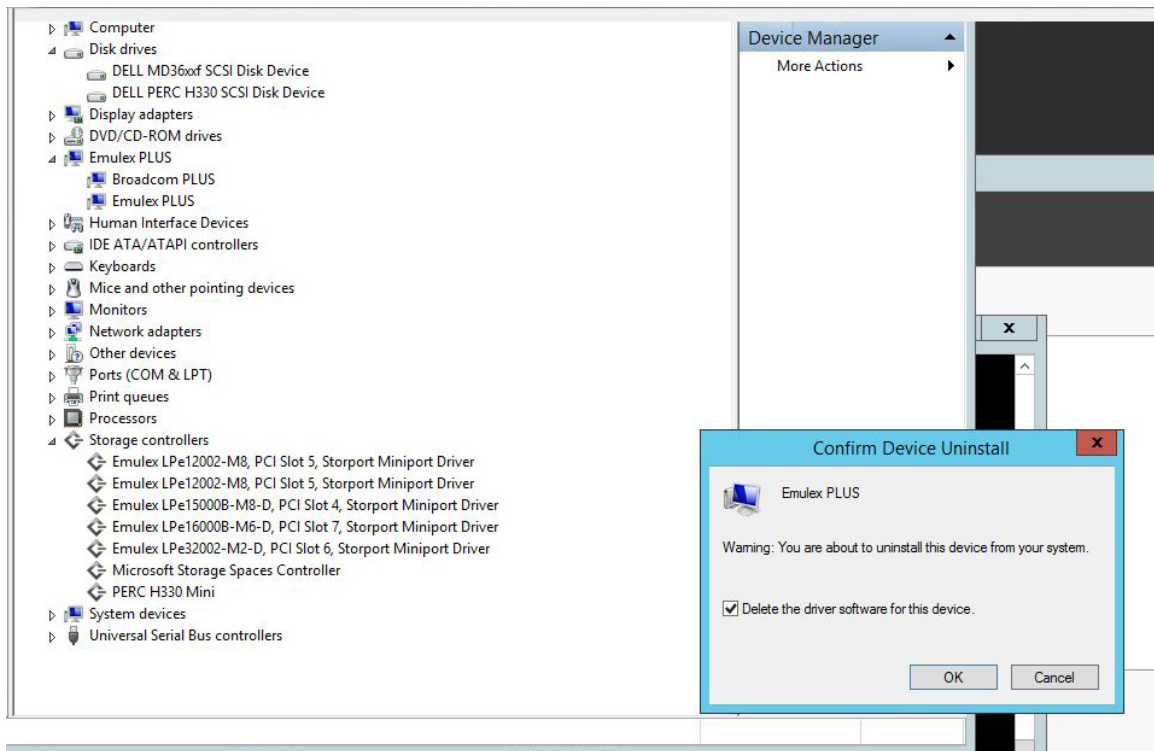 Computer
Disk drives
DELL MD36xxf SCSI Disk Device
DELL PERC H330 SCSI Disk Device
Display adapters
DVD/CD-ROM drives
Emulex PLUS
Broadcom PLUS
Emulex PLUS
Human Interface Devices
IDE ATA/ATAPI controllers
Keyboards
Mice and other pointing devices
Monitors
Network adapters
Other devices
Ports (COM & LPT)
Print queues
Processors
Storage controllers
Emulex LPe12002-M8, PCI Slot 5, Storport Miniport Driver
Emulex LPe12002-M8, PCI Slot 5, Storport Miniport Driver
Emulex LPe15000B-M8-D, PCI Slot 4, Storport Miniport Driver
Emulex LPe16000B-M6-D, PCI Slot 7, Storport Miniport Driver
Emulex LPe32002-M2-D, PCI Slot 6, Storport Miniport Driver
Microsoft Storage Spaces Controller
PERC H330 Mini
System devices
Universal Serial Bus controllers
Device Manager
More Actions
Confirm Device Uninstall
Emulex PLUS
Warning: You are about to uninstall this device from your system.
Delete the driver software for this device.
OK
Cancel